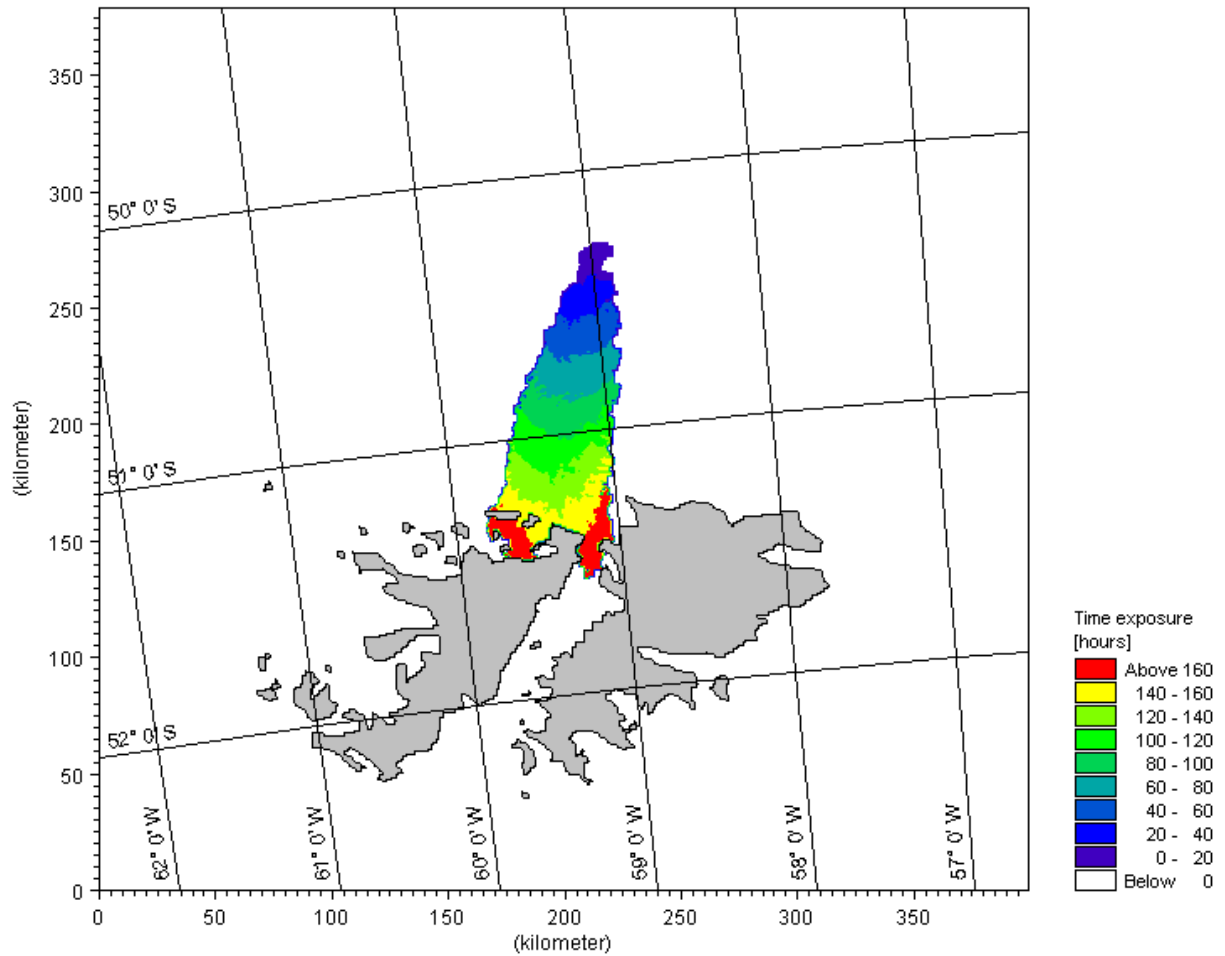 350
300
250
200
150
100
50
0
(kilometer)
50° 0' S
51° 0' S
52° 0' S
62° 0' W
61° 0' W
60° 0' W
59° 0' W
58° 0' W
57° 0' W
0
50
100
150
200
250
300
350
(kilometer)
Time exposure
[hours]
Above 160
140 - 160
120 - 140
100 - 120
80 - 100
60 - 80
40 - 60
20 - 40
0 - 20
Below 0